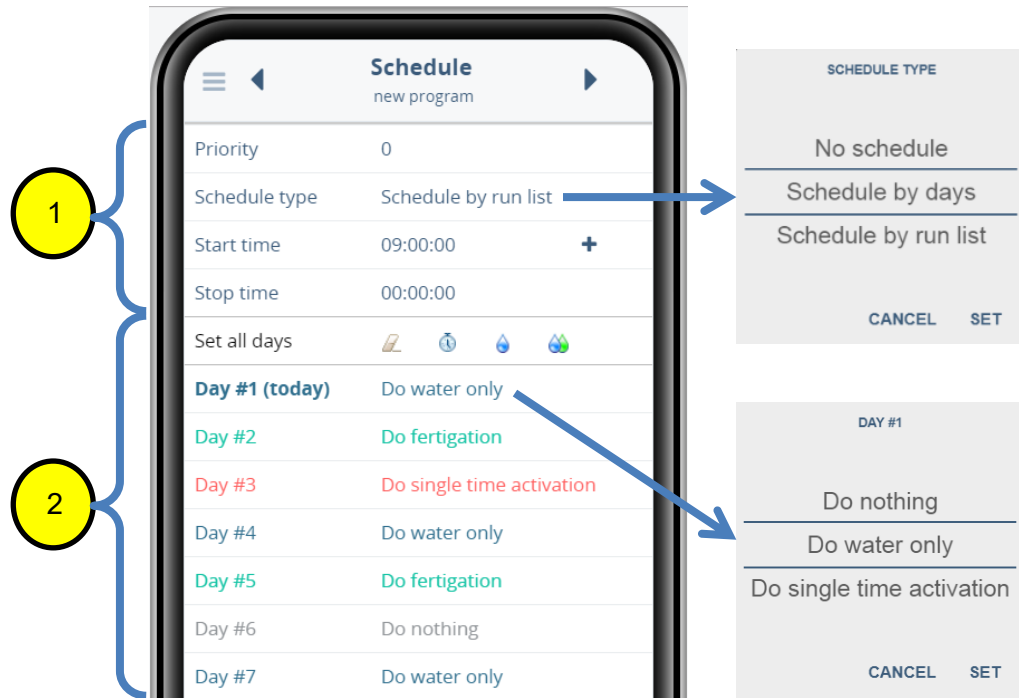 Schedule
new program
Priority 0
Schedule type Schedule by run list
Start time 09:00:00 +
Stop time 00:00:00
Set all days
Day #1 (today) Do water only
Day #2 Do fertigation
Day #3 Do single time activation
Day #4 Do water only
Day #5 Do fertigation
Day #6 Do nothing
Day #7 Do water only
1
2
SCHEDULE TYPE
No schedule
Schedule by days
Schedule by run list
CANCEL SET
DAY #1
Do nothing
Do water only
Do single time activation
CANCEL SET